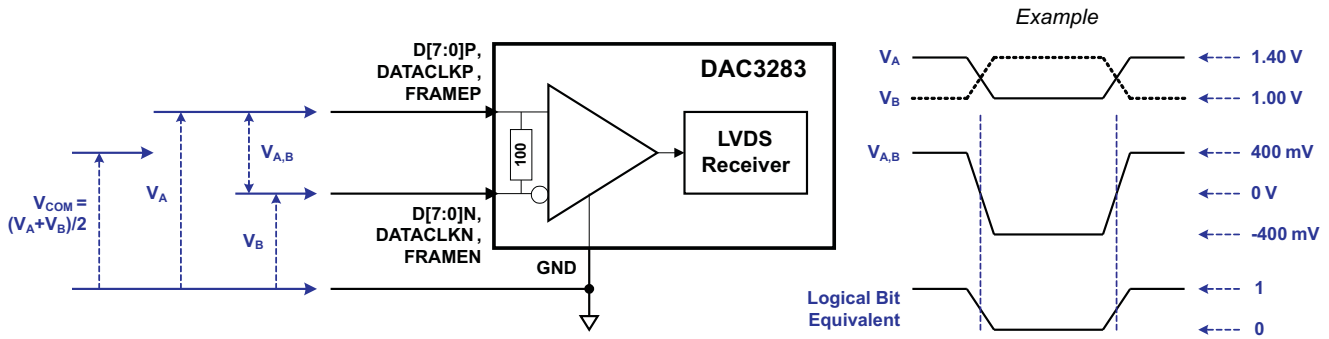 Example
D[7:0]P,
DATACLKP ,
FRAMEP
DAC3283
100
LVDS
Receiver
D[7:0]N,
DATACLKN ,
FRAMEN
GND
VCOM =
(VA+VB)/2
VA
VA,B
VB
VA
1.40 V
VB
1.00 V
VA,B
400 mV
0 V
-400 mV
Logical Bit
Equivalent
1
0